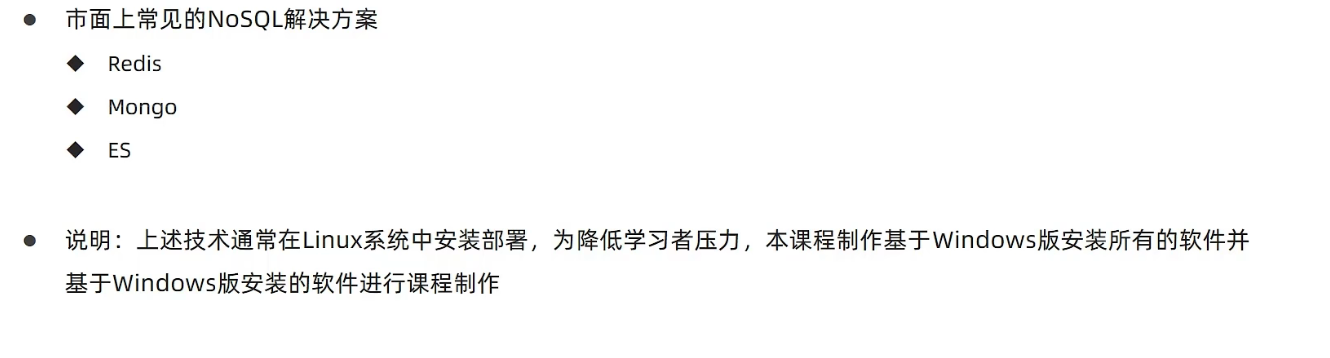 ● 市面上常见的NoSQL解决方案
◆ Redis
◆ Mongo
◆ ES
● 说明：上述技术通常在Linux系统中安装部署，为降低学习者压力，本课程制作基于Windows版安装所有的软件并
基于Windows版安装的软件进行课程制作